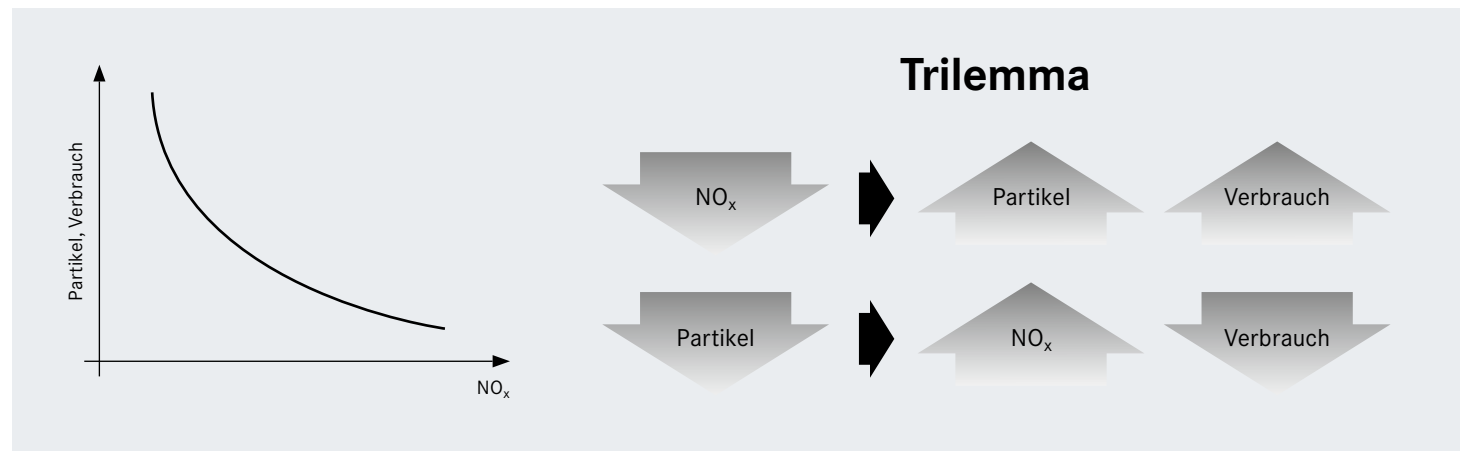 Trilemma
Partikel, Verbrauch
NOₓ
NOₓ
Partikel
Verbrauch
Partikel
NOₓ
Verbrauch